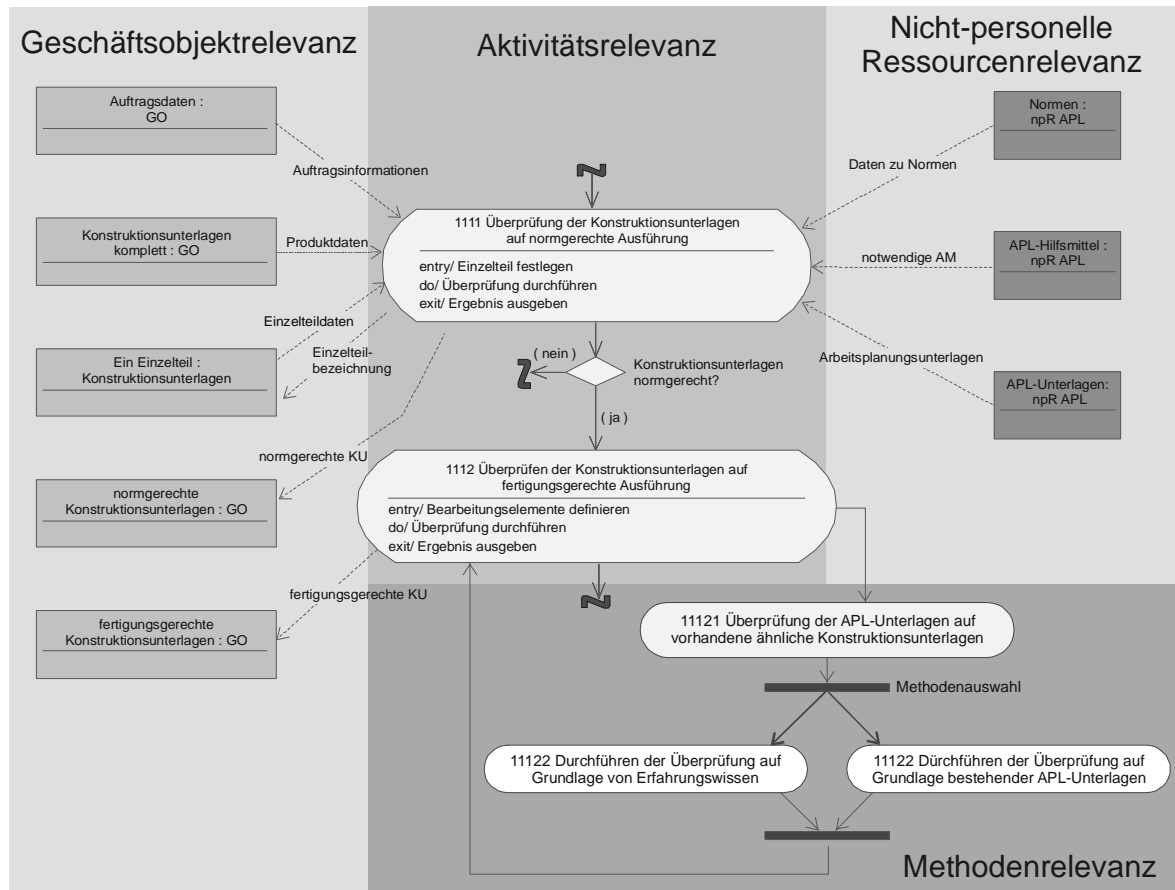 Geschäftsobjektrelevanz
Aktivitätsrelevanz
Nicht-personelle
Ressourcenrelevanz
Auftragsdaten :
GO
Auftragsinformationen
Konstruktionsunterlagen
komplett : GO
Produktdaten
Einzelteildaten
Ein Einzelteil :
Konstruktionsunterlagen
Einzelteil-
bezeichnung
normgerechte KU
normgerechte
Konstruktionsunterlagen : GO
fertigungsgerechte KU
fertigungsgerechte
Konstruktionsunterlagen : GO
1111 Überprüfung der Konstruktionsunterlagen
auf normgerechte Ausführung
entry/ Einzelteil festlegen
do/ Überprüfung durchführen
exit/ Ergebnis ausgeben
( nein )
Konstruktionsunterlagen
normgerecht?
( ja )
1112 Überprüfen der Konstruktionsunterlagen auf
fertigungsgerechte Ausführung
entry/ Bearbeitungselemente definieren
do/ Überprüfung durchführen
exit/ Ergebnis ausgeben
Normen :
npR APL
Daten zu Normen
APL-Hilfsmittel :
npR APL
notwendige AM
Arbeitsplanungsunterlagen
APL-Unterlagen:
npR APL
11121 Überprüfung der APL-Unterlagen auf
vorhandene ähnliche Konstruktionsunterlagen
Methodenauswahl
11122 Durchführen der Überprüfung auf
Grundlage von Erfahrungswissen
11122 Dürchführen der Überprüfung auf
Grundlage bestehender APL-Unterlagen
Methodenrelevanz